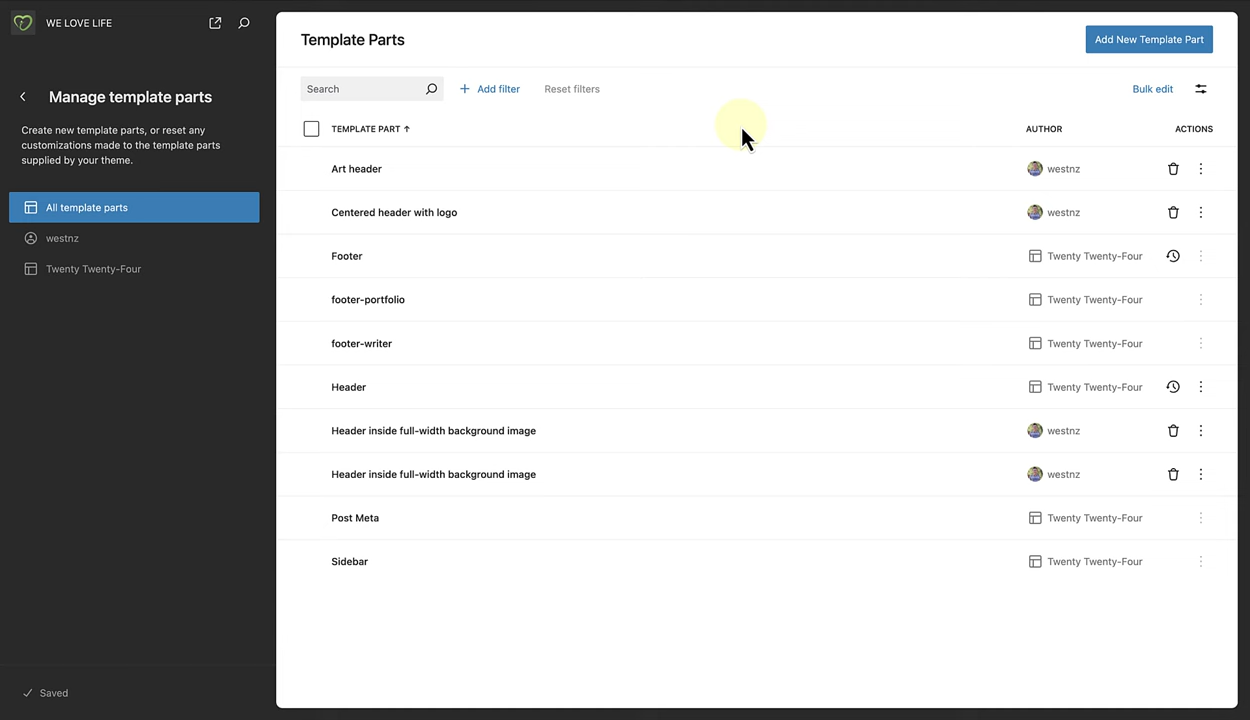 WE LOVE LIFE
Manage template parts
Create new template parts, or reset any
customizations made to the template parts
supplied by your theme.
All template parts
westnz
Twenty Twenty-Four
Saved
Template Parts
Add New Template Part
Search
Add filter
Reset filters
Bulk edit
TEMPLATE PART AUTHOR ACTIONS
Art header westnz
Centered header with logo westnz
Footer Twenty Twenty-Four
footer-portfolio Twenty Twenty-Four
footer-writer Twenty Twenty-Four
Header Twenty Twenty-Four
Header inside full-width background image westnz
Header inside full-width background image westnz
Post Meta Twenty Twenty-Four
Sidebar Twenty Twenty-Four